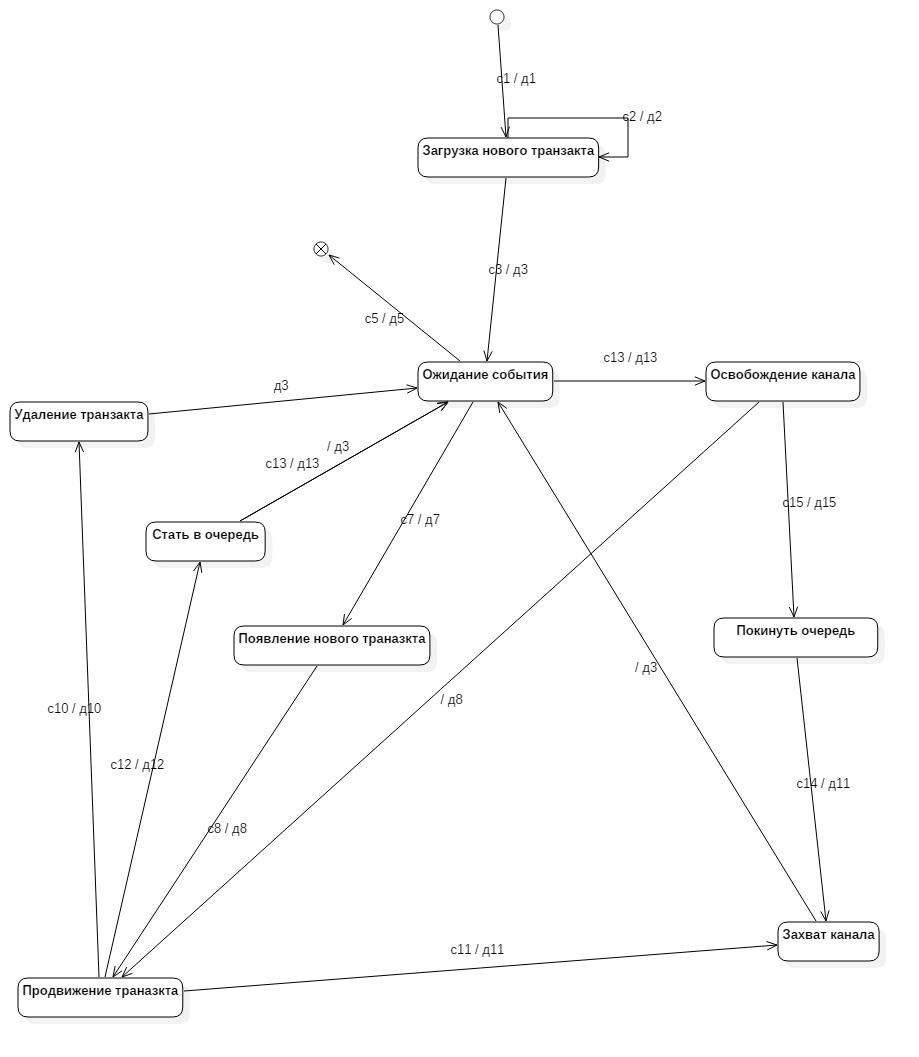 с1 / д1
с2 / д2
Загрузка нового транзакта
с3 / д3
с5 / д5
с13 / д13
Ожидание события
Освобождение канала
д3
Удаление транзакта
/ д3
с13 / д13
с15 / д15
с7 / д7
Стать в очередь
Появление нового траназкта
Покинуть очередь
/ д3
/ д8
с10 / д10
с12 / д12
с14 / д11
с8 / д8
Захват канала
с11 / д11
Продвижение траназкта